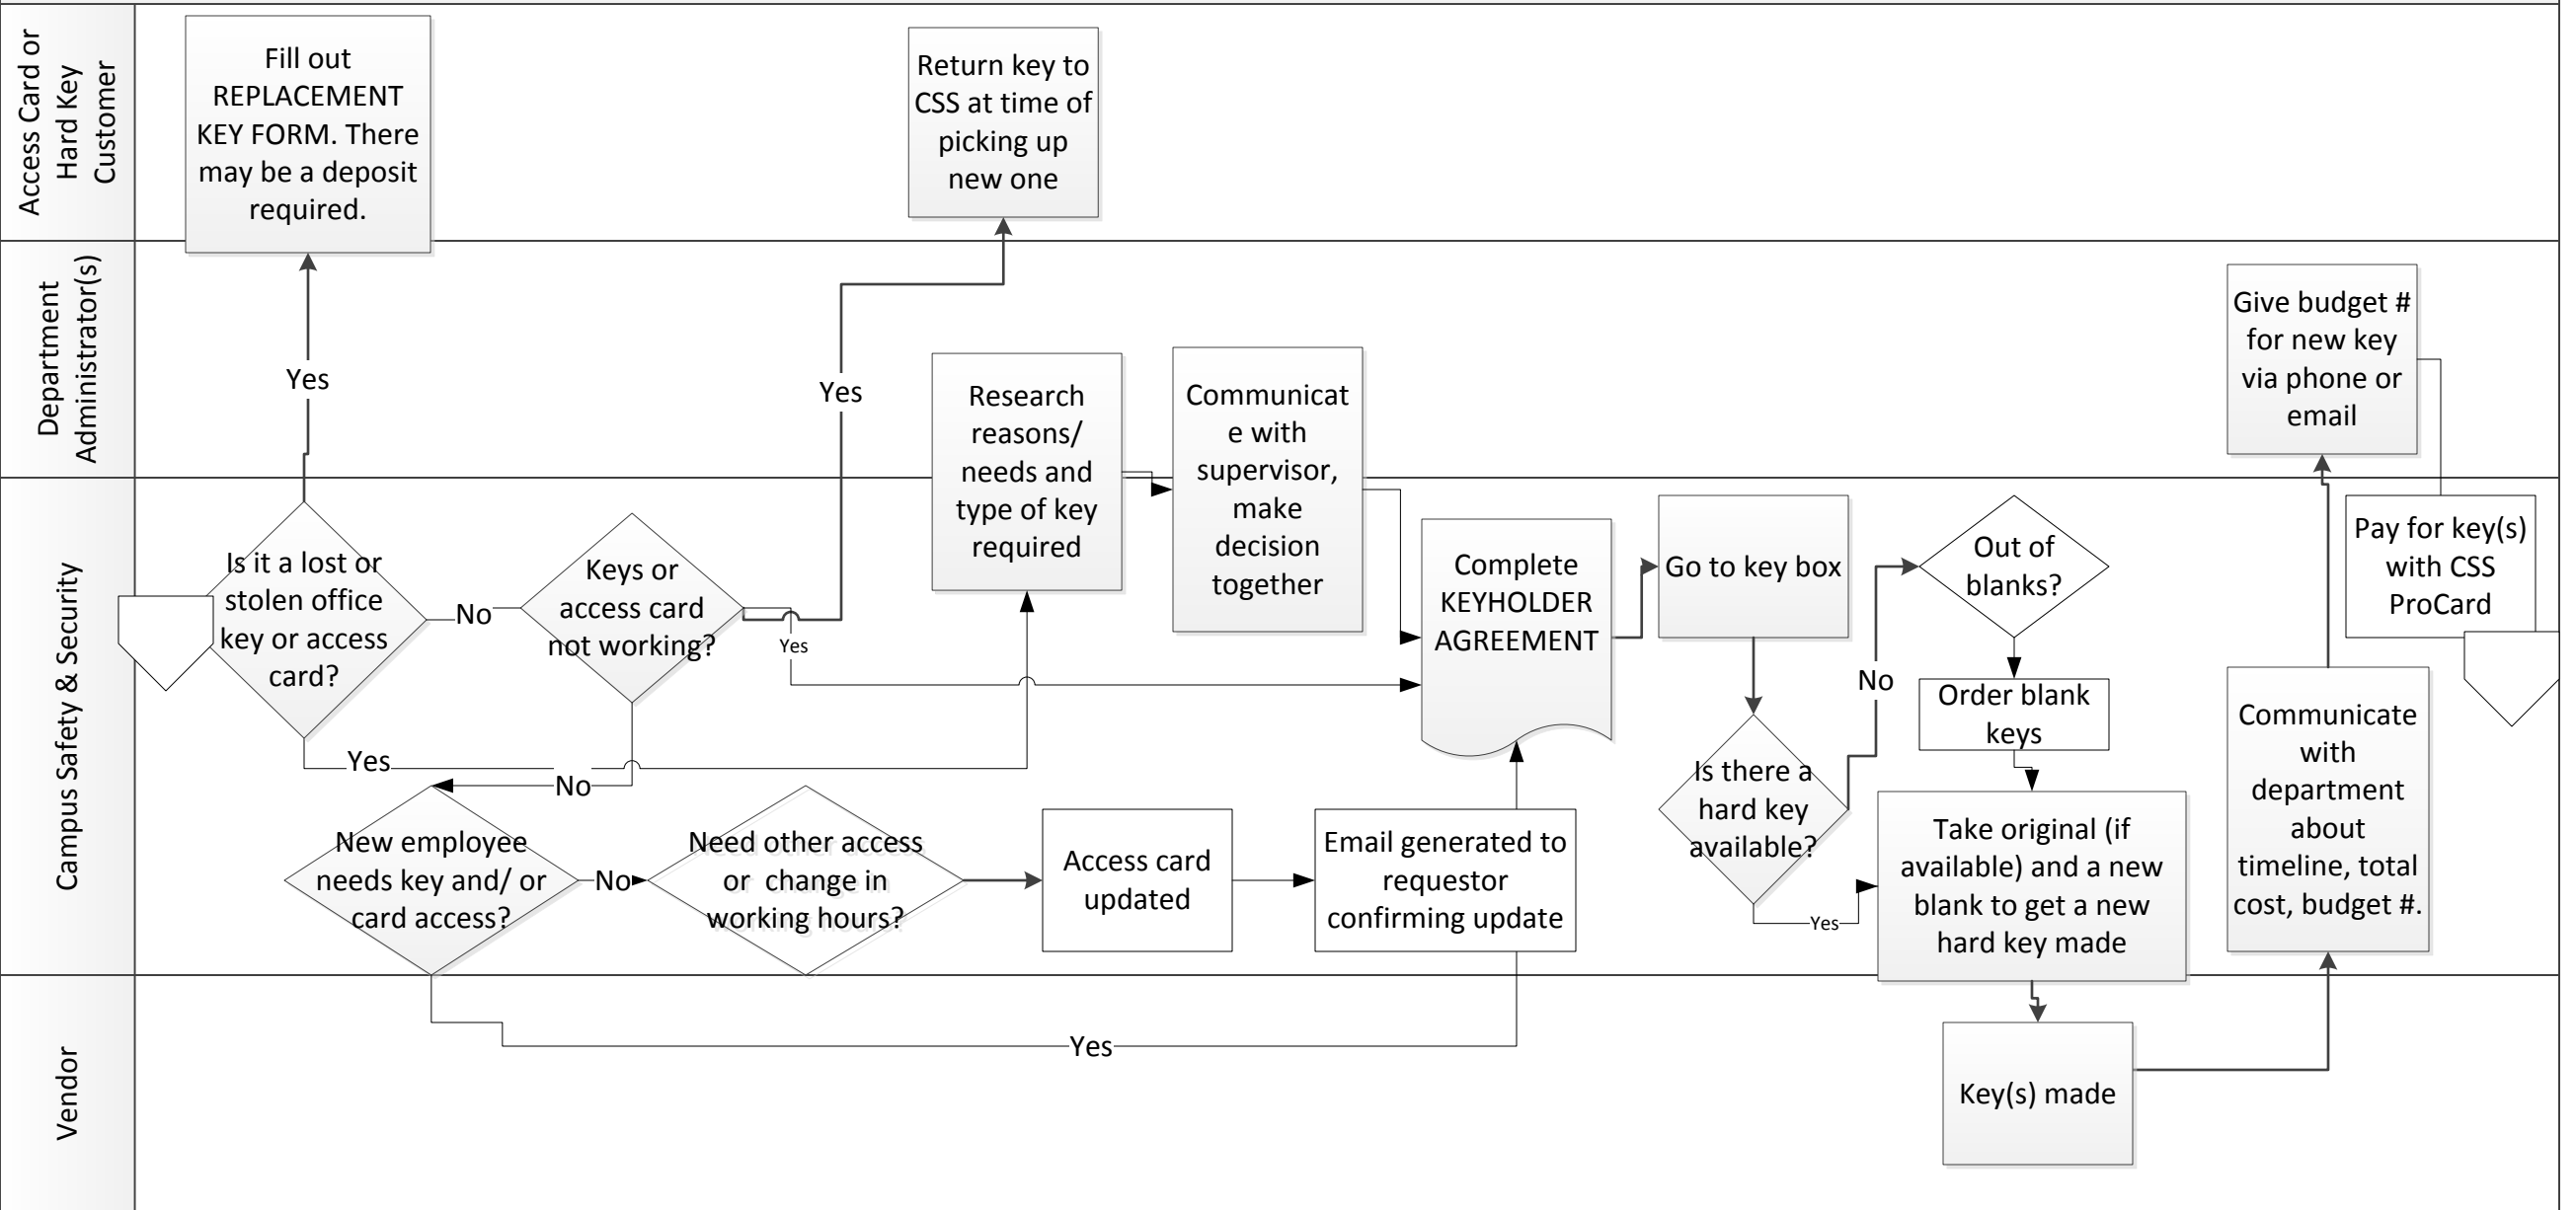 Access Card or
Hard Key
Customer
Fill out
REPLACEMENT
KEY FORM. There
may be a deposit
required.
Return key to
CSS at time of
picking up
new one
Department
Administrator(s)
Yes
Yes
Research
reasons/
needs and
type of key
required
Communicat
e with
supervisor,
make
decision
together
Give budget #
for new key
via phone or
email
Campus Safety & Security
Is it a lost or
stolen office
key or access
card?
No
Keys or
access card
not working?
Yes
Complete
KEYHOLDER
AGREEMENT
Go to key box
Out of
blanks?
Pay for key(s)
with CSS
ProCard
No
Order blank
keys
Yes
No
Is there a
hard key
available?
Communicate
with
department
about
timeline, total
cost, budget #.
New employee
needs key and/ or
card access?
No
Need other access
or change in
working hours?
Access card
updated
Email generated to
requestor
confirming update
Yes
Take original (if
available) and a new
blank to get a new
hard key made
Vendor
Yes
Key(s) made